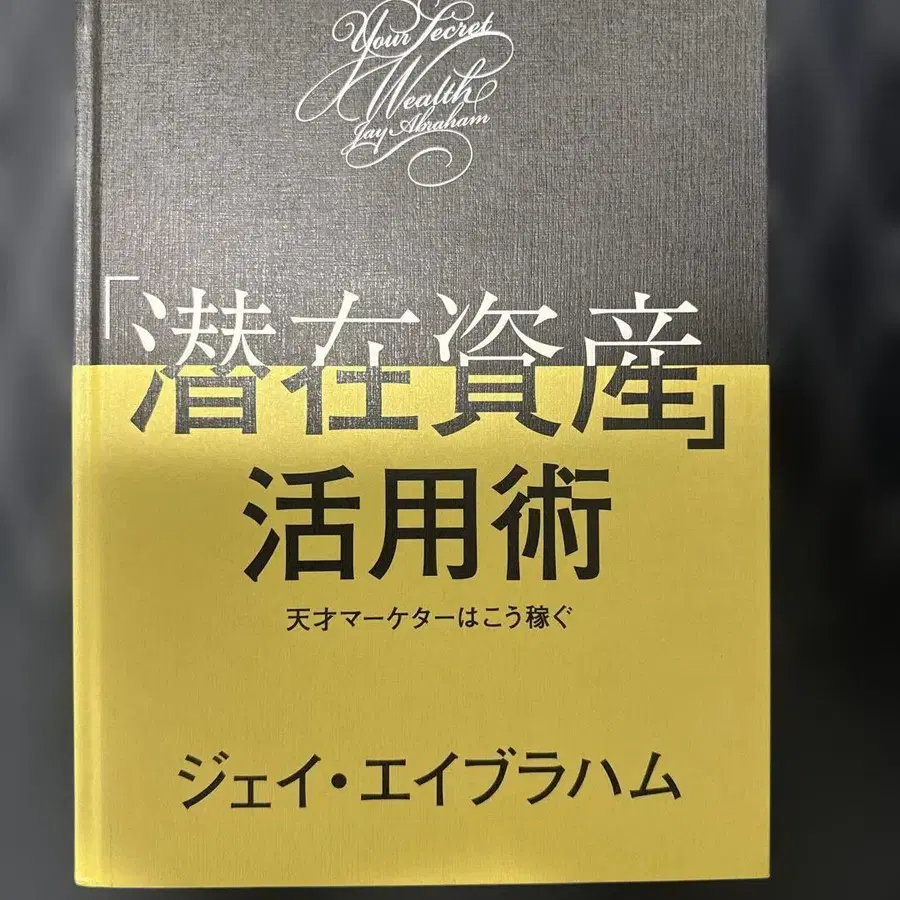 Your Secret
Wealth
Jay Abraham
「潜在資産」
活用術
天才マーケターはこう稼ぐ
ジェイ・エイブラハム